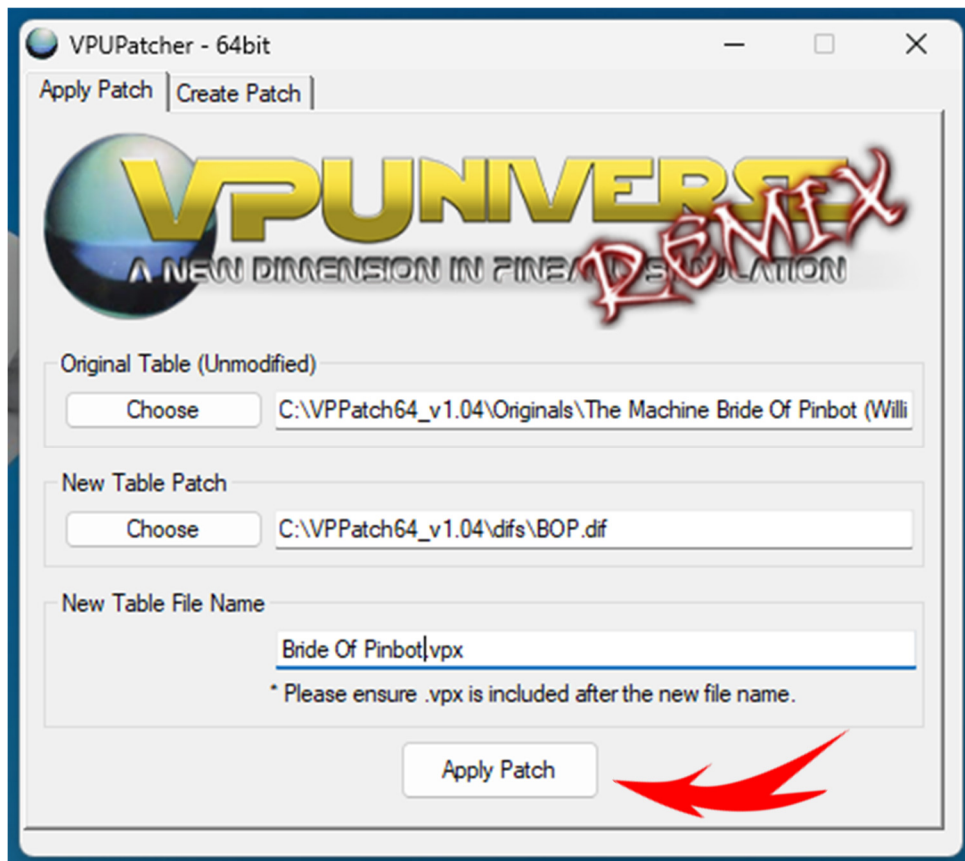 VPUPatcher - 64bit
Apply Patch
Create Patch
VPUNIVERSE
REMIX
A NEW DIMENSION IN PINBALL SIMULATION
Original Table (Unmodified)
Choose
C:\VPPatch64_v1.04\Originals\The Machine Bride Of Pinbot (Willi
New Table Patch
Choose
C:\VPPatch64_v1.04\difs\BOP.dif
New Table File Name
Bride Of Pinbot.vpx
* Please ensure .vpx is included after the new file name.
Apply Patch